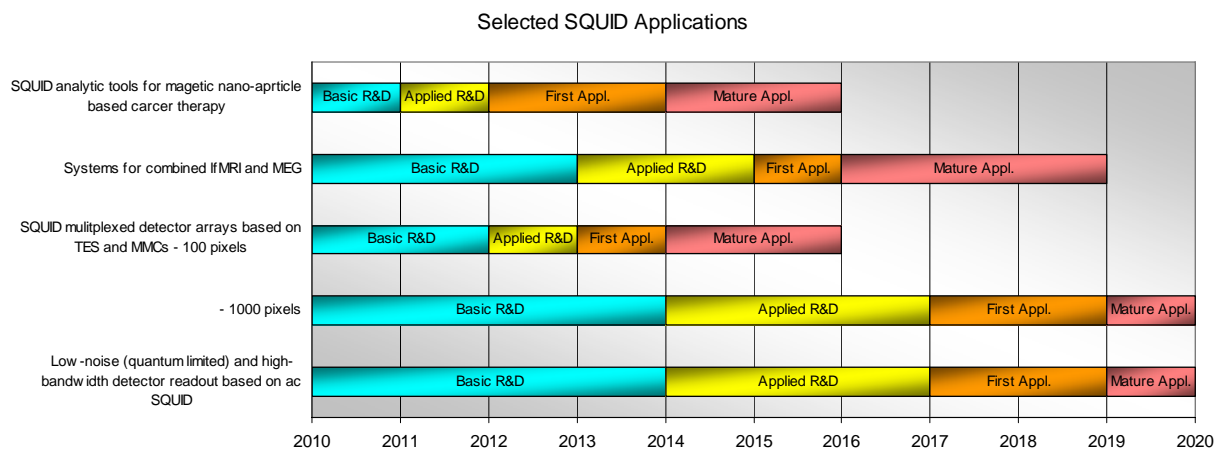 Selected SQUID Applications
SQUID analytic tools for magetic nano-aprticle
based carcer therapy
Basic R&D Applied R&D First Appl. Mature Appl.
Systems for combined lfMRI and MEG
Basic R&D Applied R&D First Appl. Mature Appl.
SQUID mulitplexed detector arrays based on
TES and MMCs - 100 pixels
Basic R&D Applied R&D First Appl. Mature Appl.
- 1000 pixels
Basic R&D Applied R&D First Appl. Mature Appl.
Low-noise (quantum limited) and high-
bandwidth detector readout based on ac
SQUID
Basic R&D Applied R&D First Appl. Mature Appl.
2010 2011 2012 2013 2014 2015 2016 2017 2018 2019 2020